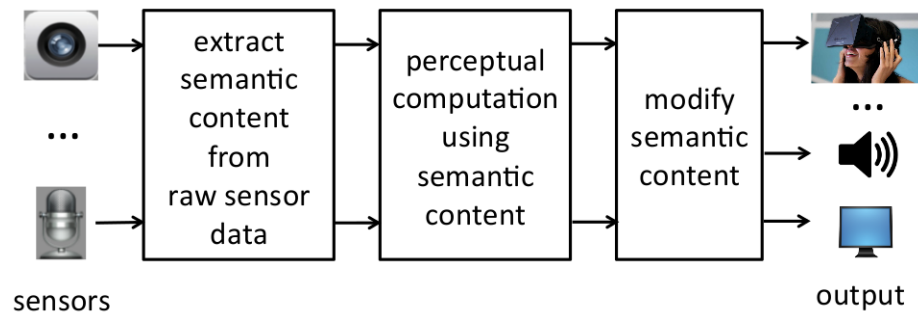 extract
semantic
content
from
raw sensor
data
perceptual
computation
using
semantic
content
modify
semantic
content
...
...
sensors
output